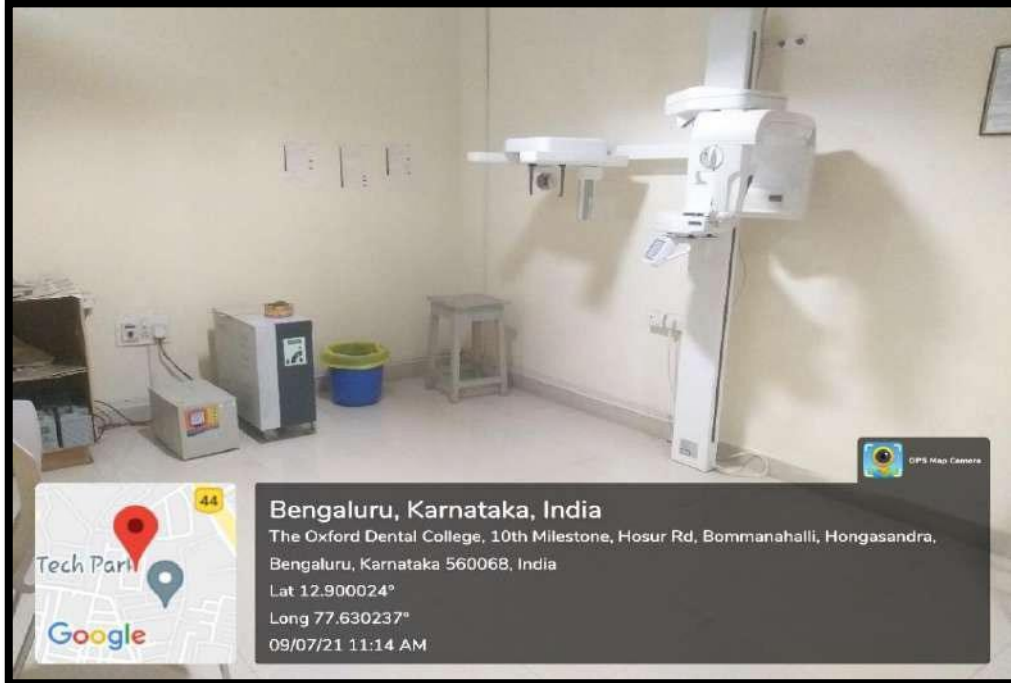 GPS Map Camera
44
Tech Park
Google
Bengaluru, Karnataka, India
The Oxford Dental College, 10th Milestone, Hosur Rd, Bommanahalli, Hongasandra,
Bengaluru, Karnataka 560068, India
Lat 12.900024°
Long 77.630237°
09/07/21 11:14 AM